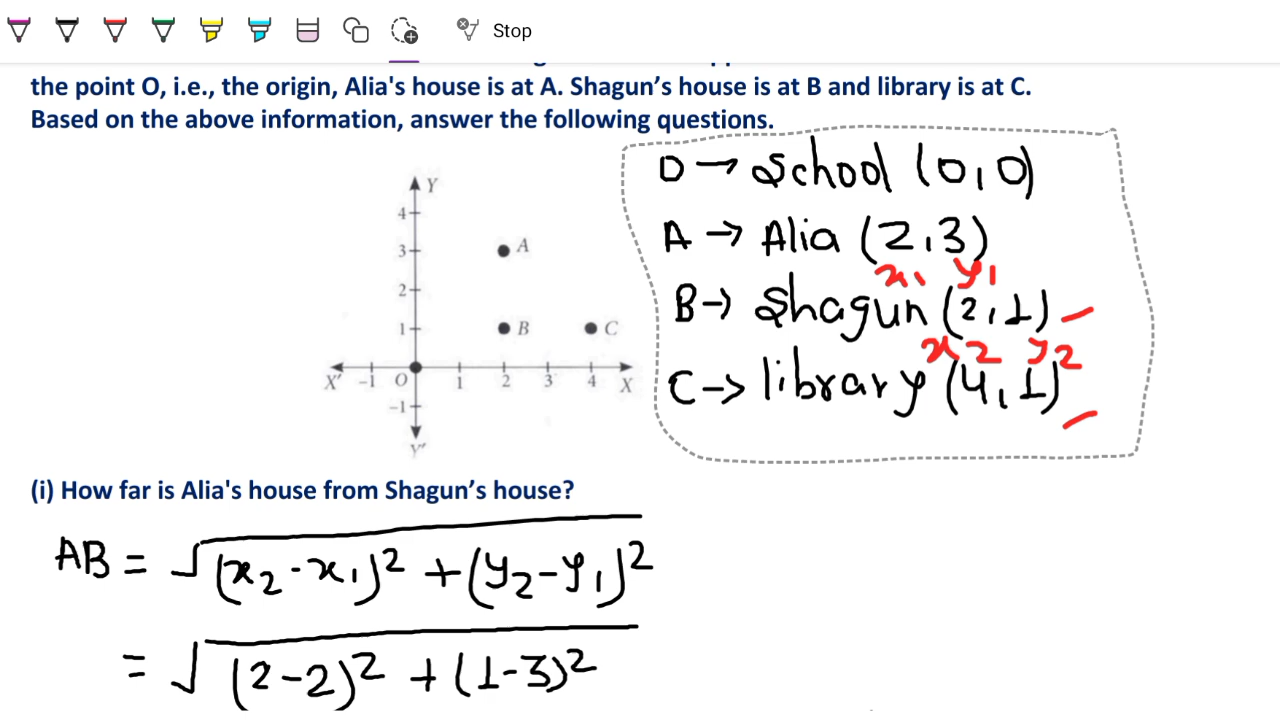 Stop
the point O, i.e., the origin, Alia's house is at A. Shagun's house is at B and library is at C.
Based on the above information, answer the following questions.
O → School (0,0)
A → Alia (2,3)
x1 y1
B → Shagun (2,1)
x2 y2
C → library (4,1)
Y
4
3
A
2
1
B
C
X' -1 O 1 2 3 4 X
-1
Y'
(i) How far is Alia's house from Shagun's house?
AB = √(x2-x1)² + (y2-y1)²
= √(2-2)² + (1-3)²